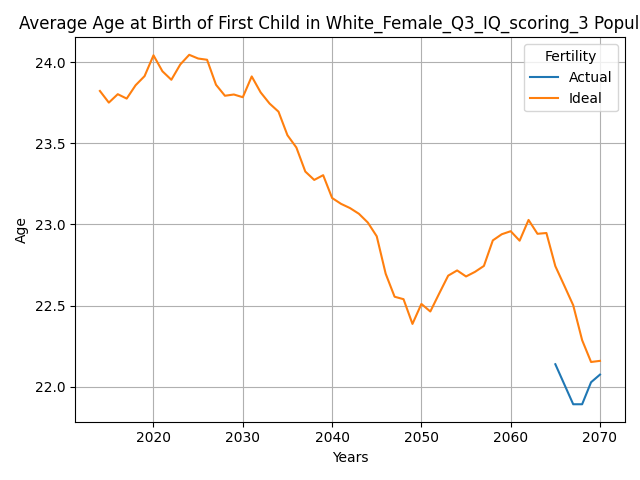 Average Age at Birth of First Child in White_Female_Q3_IQ_scoring_3 Popul
Fertility
Actual
Ideal
24.0
23.5
23.0
22.5
22.0
Age
2020 2030 2040 2050 2060 2070
Years